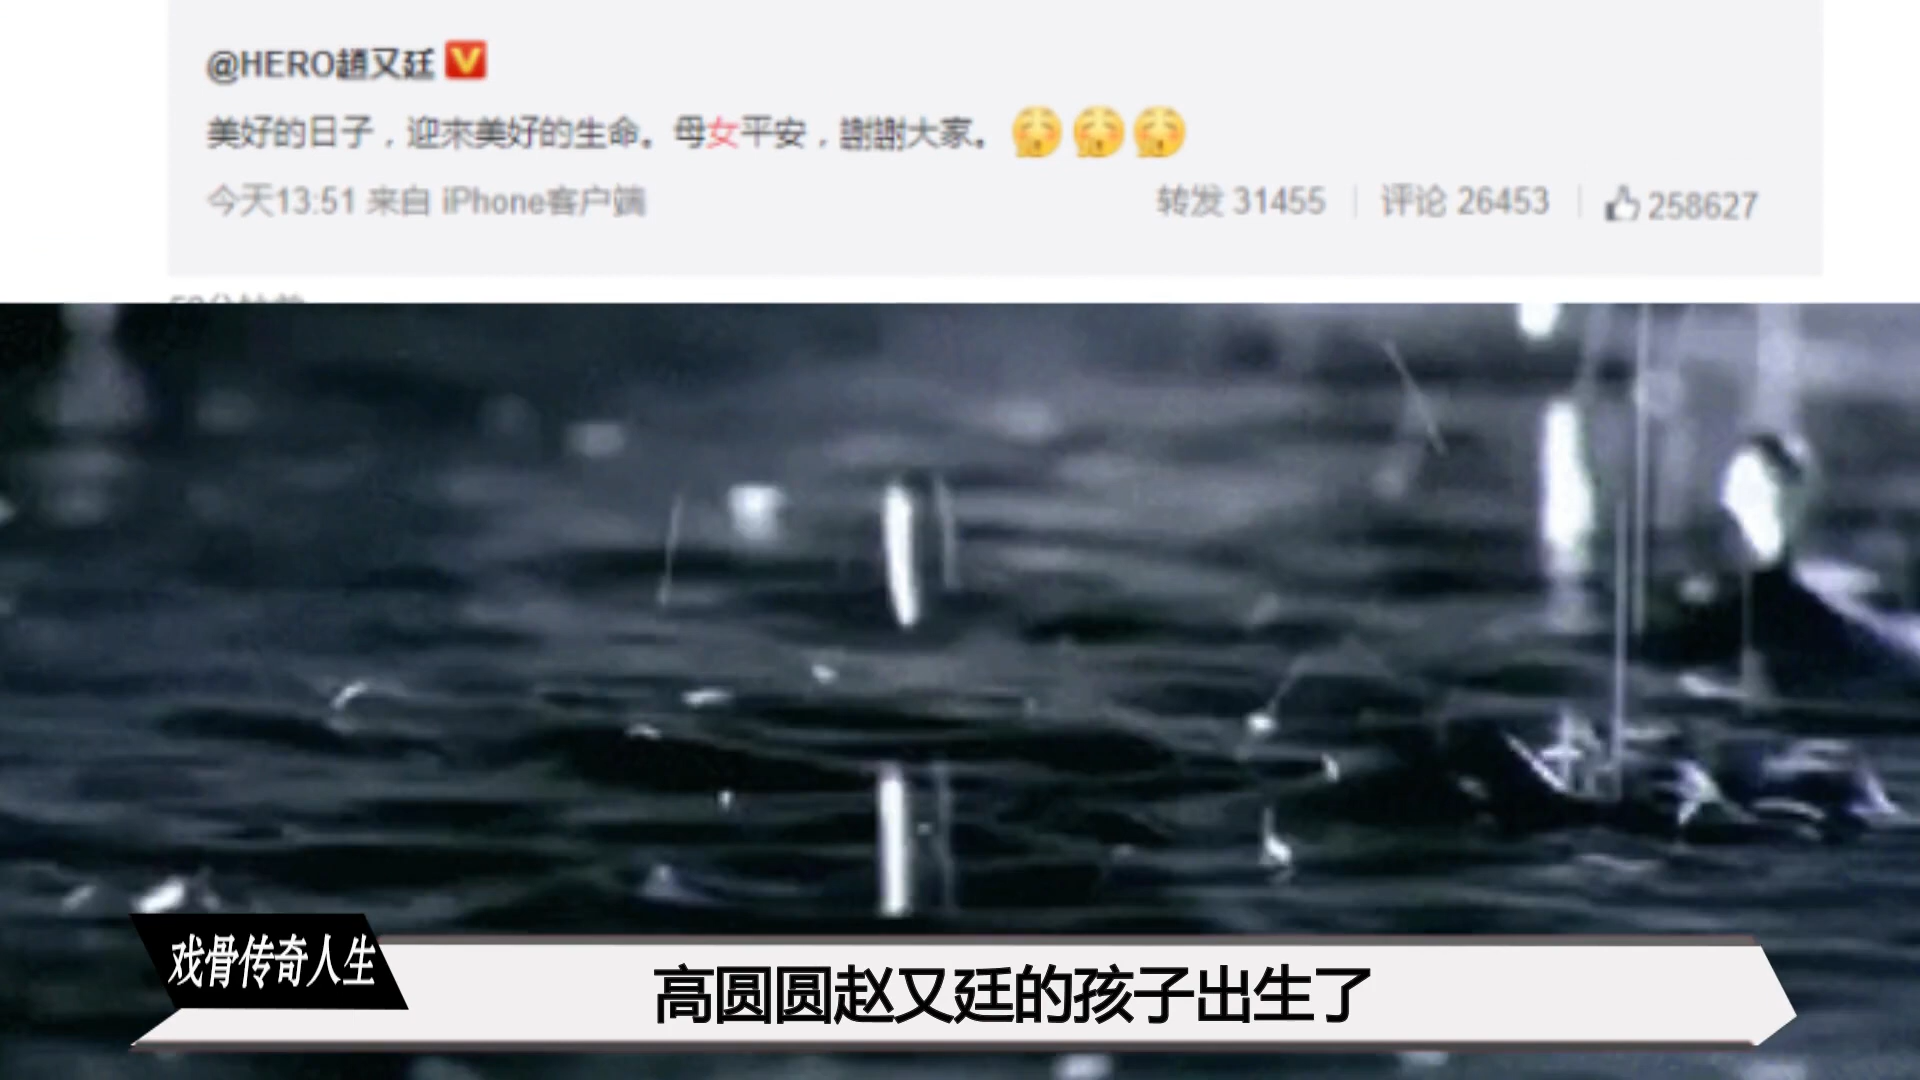 @HERO趙又廷
美好的日子，迎來美好的生命。母女平安，謝謝大家。
今天13:51 来自 iPhone客户端
转发 31455 | 评论 26453 | 258627
戏骨传奇人生
高圆圆赵又廷的孩子出生了